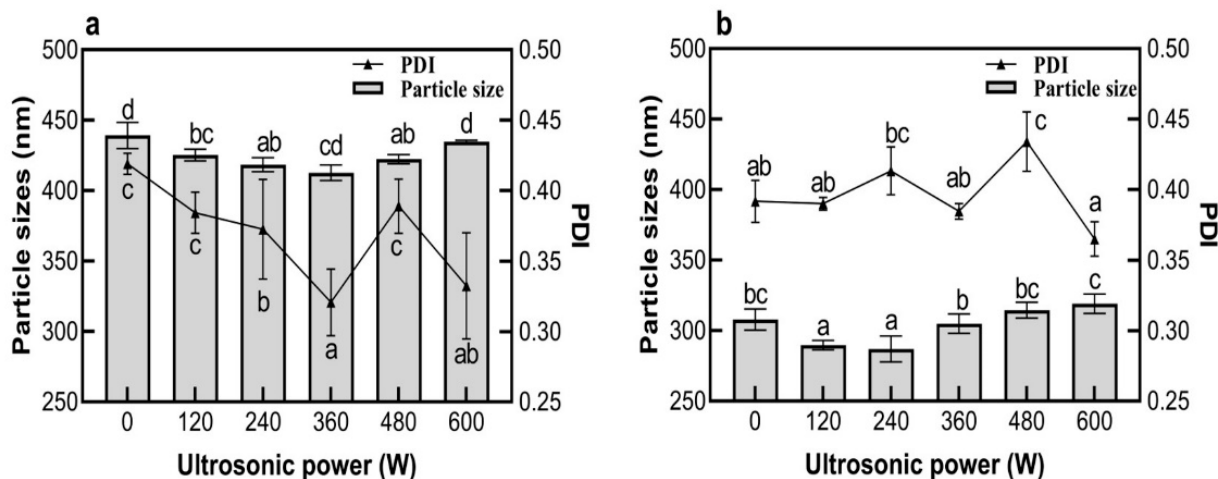 a
500
450
400
350
300
250
Particle sizes (nm)
0.50
0.45
0.40
0.35
0.30
0.25
PDI
PDI
Particle size
d
bc
ab
cd
ab
d
c
c
b
a
c
ab
0 120 240 360 480 600
Ultrosonic power (W)
b
500
450
400
350
300
250
Particle sizes (nm)
0.50
0.45
0.40
0.35
0.30
0.25
PDI
PDI
Particle size
ab
ab
bc
ab
c
a
bc
a
a
b
bc
c
0 120 240 360 480 600
Ultrosonic power (W)